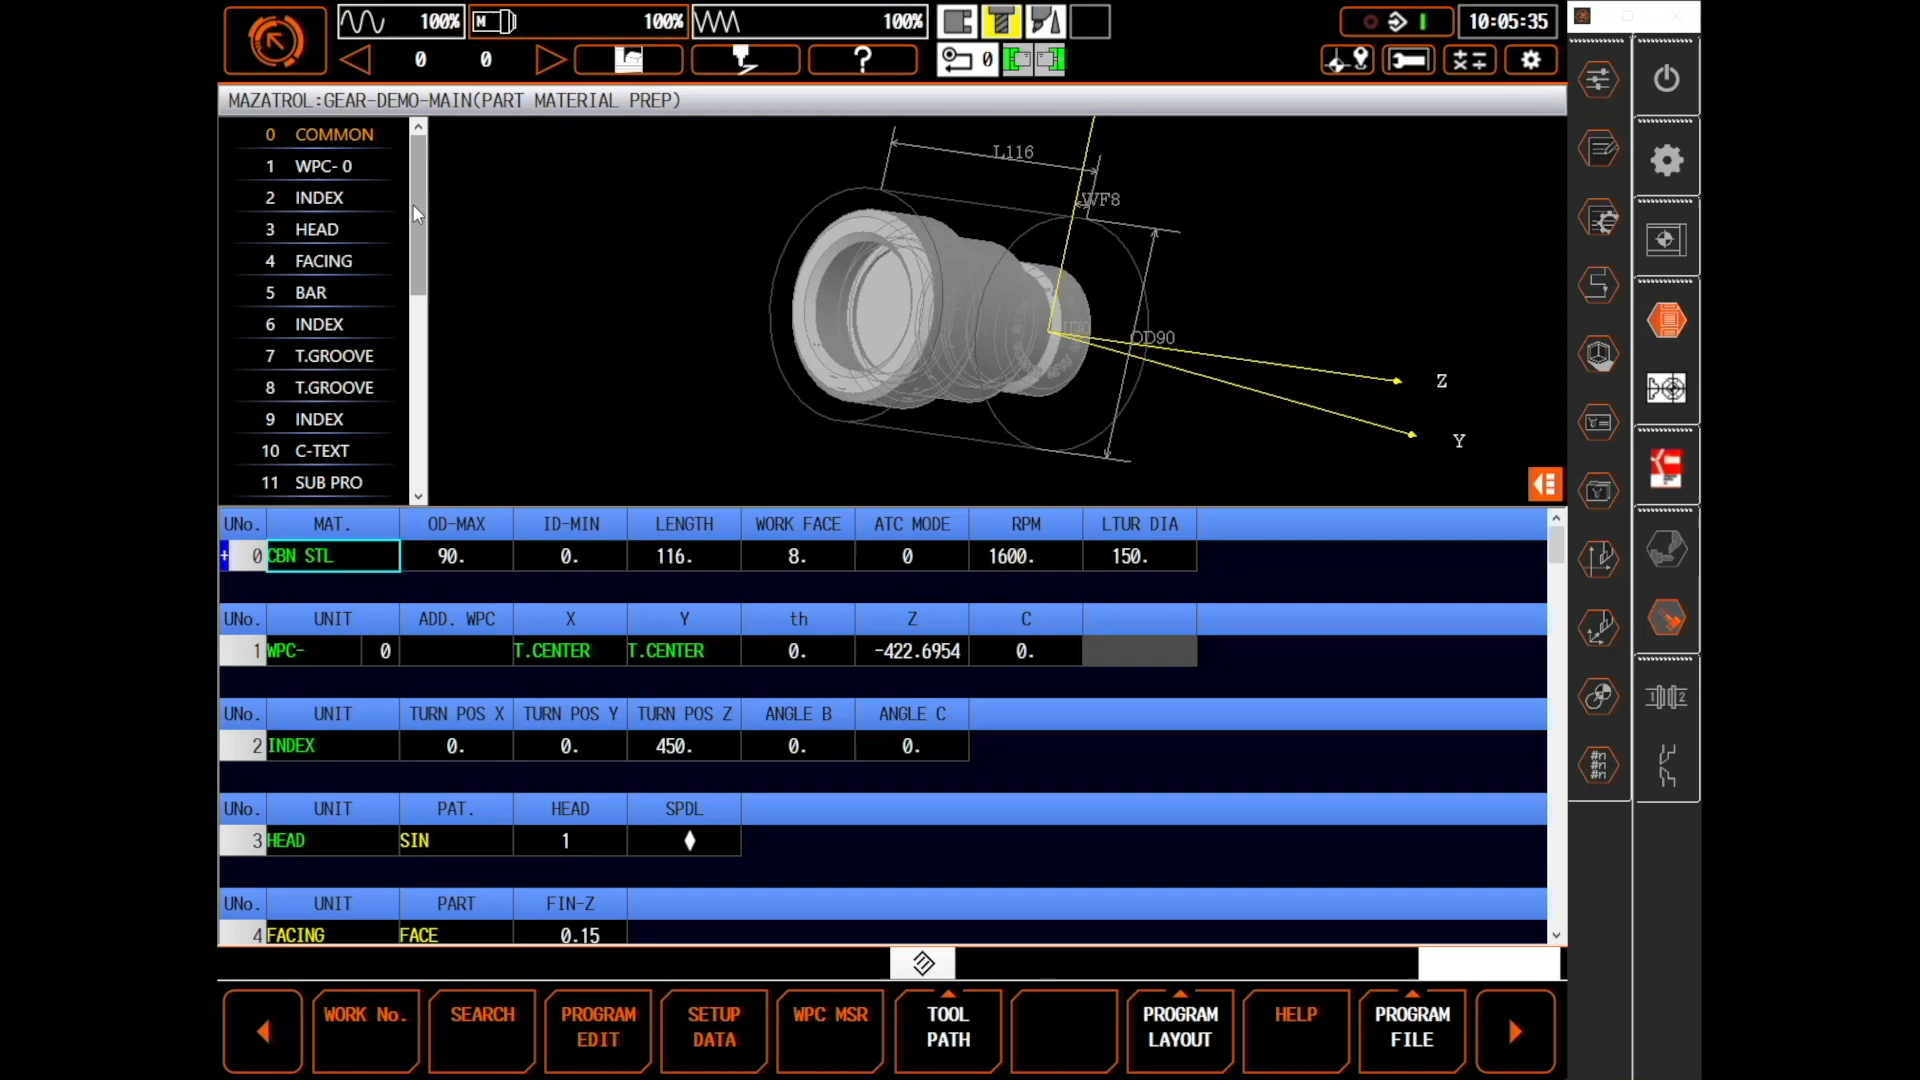 100% M 100% 100% 10:05:35
0 0 ? 0
MAZATROL:GEAR-DEMO-MAIN(PART MATERIAL PREP)
0 COMMON
1 WPC- 0
2 INDEX
3 HEAD
4 FACING
5 BAR
6 INDEX
7 T.GROOVE
8 T.GROOVE
9 INDEX
10 C-TEXT
11 SUB PRO
L116
WF8
OD90
Z
Y
UNo. MAT. OD-MAX ID-MIN LENGTH WORK FACE ATC MODE RPM LTUR DIA
+ 0 CBN STL 90. 0. 116. 8. 0 1600. 150.
UNo. UNIT ADD. WPC X Y th Z C
1 WPC- 0 T.CENTER T.CENTER 0. -422.6954 0.
UNo. UNIT TURN POS X TURN POS Y TURN POS Z ANGLE B ANGLE C
2 INDEX 0. 0. 450. 0. 0.
UNo. UNIT PAT. HEAD SPDL
3 HEAD SIN 1
UNo. UNIT PART FIN-Z
4 FACING FACE 0.15
WORK No. SEARCH PROGRAM EDIT SETUP DATA WPC MSR TOOL PATH PROGRAM LAYOUT HELP PROGRAM FILE
1 2
#n
#n
#n